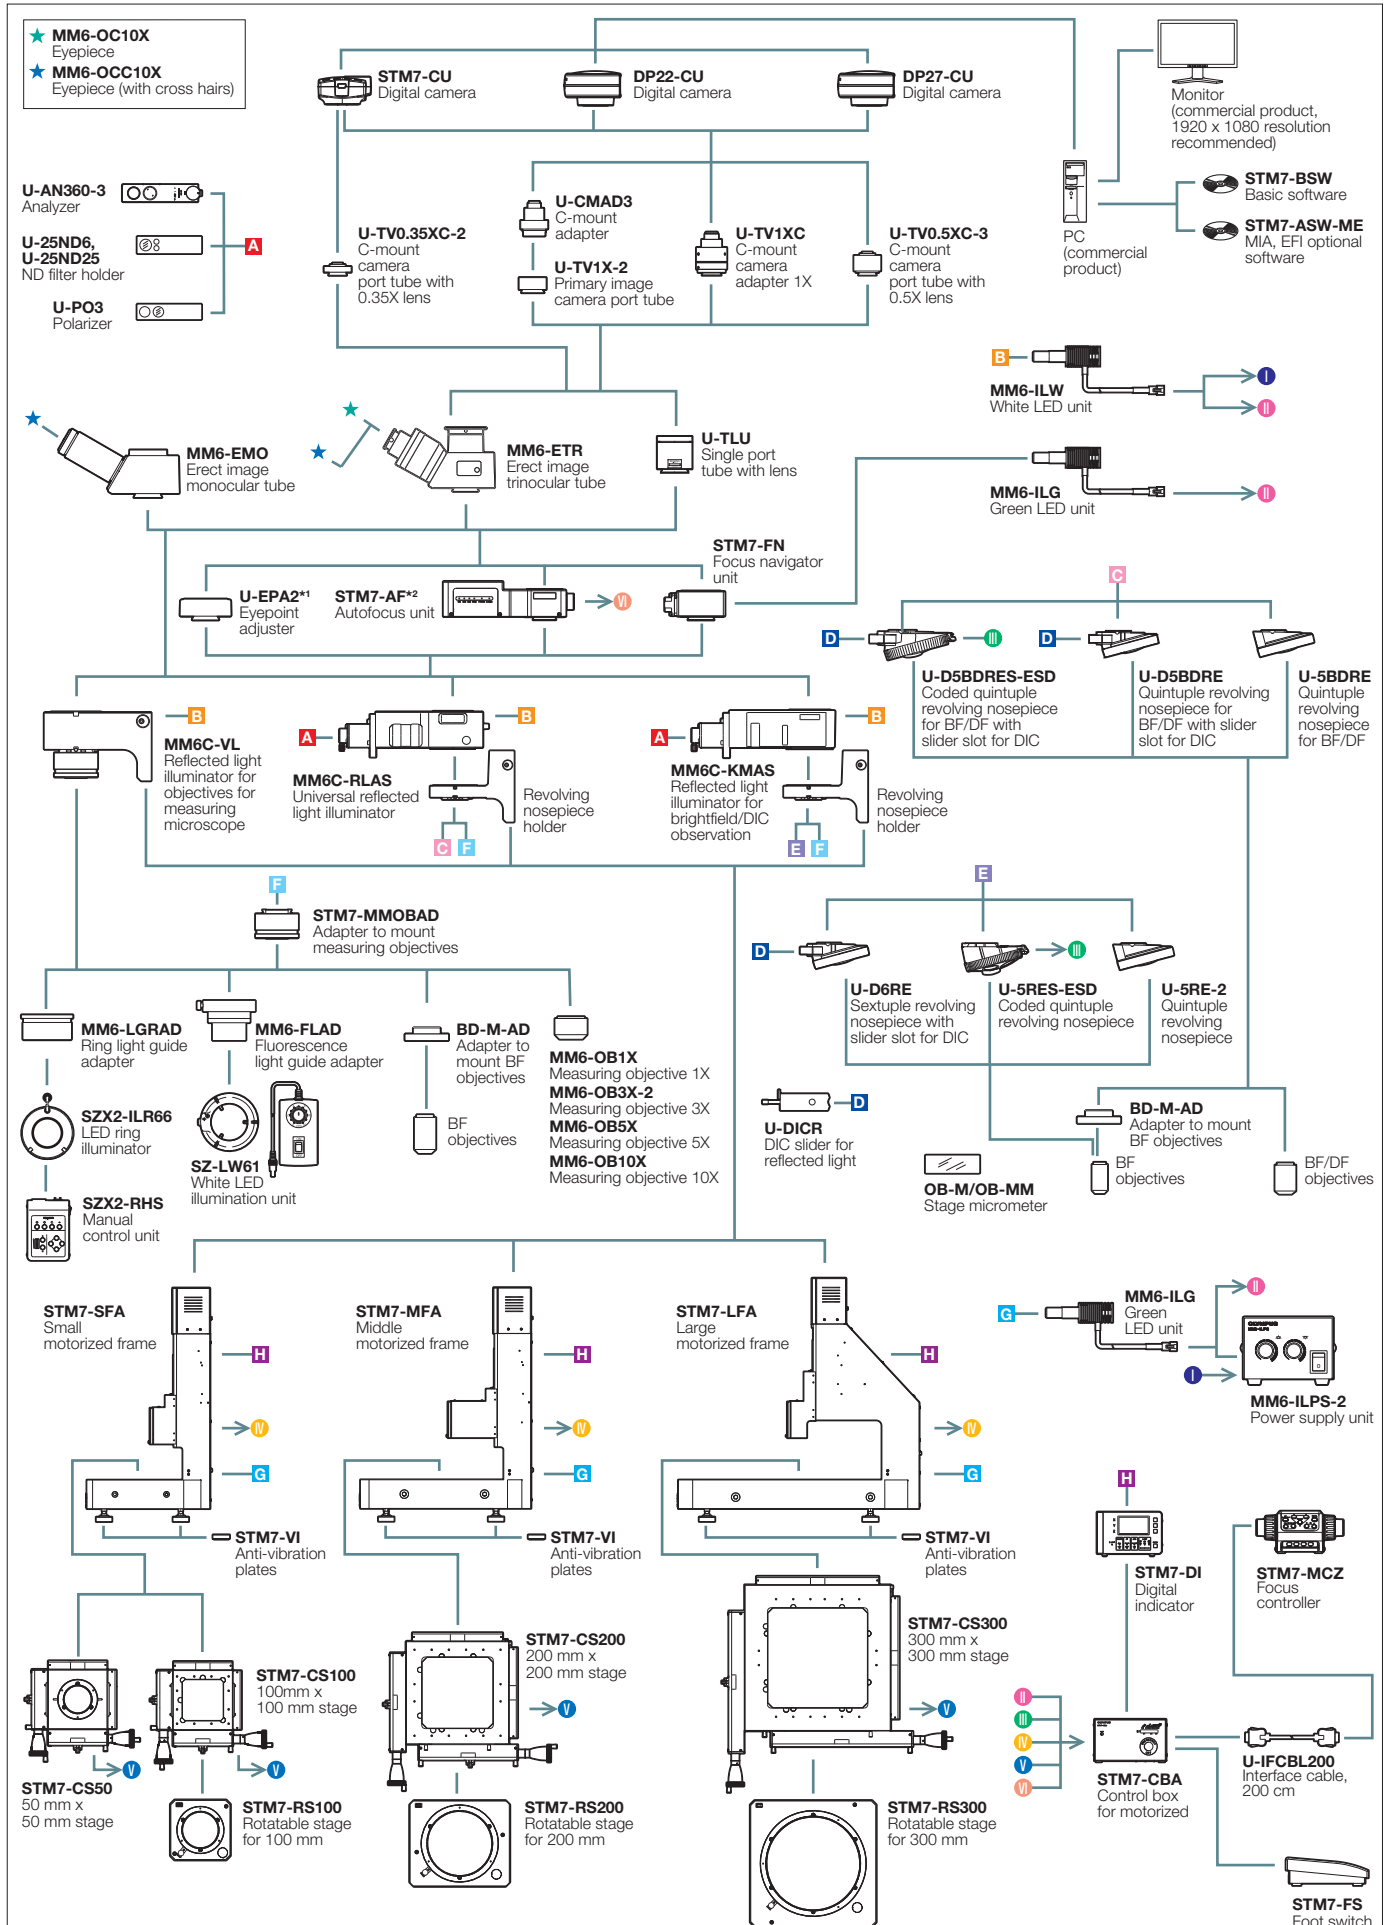 ★ MM6-OC10X
Eyepiece
★ MM6-OCC10X
Eyepiece (with cross hairs)
STM7-CU
Digital camera
DP22-CU
Digital camera
DP27-CU
Digital camera
Monitor
(commercial product,
1920 x 1080 resolution
recommended)
PC
(commercial
product)
STM7-BSW
Basic software
STM7-ASW-ME
MIA, EFI optional
software
U-AN360-3
Analyzer
U-25ND6,
U-25ND25
ND filter holder
U-PO3
Polarizer
A
U-TV0.35XC-2
C-mount
camera
port tube with
0.35X lens
U-CMAD3
C-mount
adapter
U-TV1X-2
Primary image
camera port tube
U-TV1XC
C-mount
camera
adapter 1X
U-TV0.5XC-3
C-mount
camera
port tube with
0.5X lens
B
MM6-ILW
White LED unit
I
II
MM6-ILG
Green LED unit
II
MM6-EMO
Erect image
monocular tube
MM6-ETR
Erect image
trinocular tube
U-TLU
Single port
tube with lens
U-EPA2*1
Eyepoint
adjuster
STM7-AF*2
Autofocus unit
VI
STM7-FN
Focus navigator
unit
C
D
III
D
U-D5BDRES-ESD
Coded quintuple
revolving nosepiece
for BF/DF with
slider slot for DIC
U-D5BDRE
Quintuple revolving
nosepiece for
BF/DF with slider
slot for DIC
U-5BDRE
Quintuple
revolving
nosepiece
for BF/DF
B
MM6C-VL
Reflected light
illuminator for
objectives for
measuring
microscope
A
B
MM6C-RLAS
Universal reflected
light illuminator
Revolving
nosepiece
holder
C F
A
B
MM6C-KMAS
Reflected light
illuminator for
brightfield/DIC
observation
Revolving
nosepiece
holder
E F
F
STM7-MMOBAD
Adapter to mount
measuring objectives
E
D
III
U-D6RE
Sextuple revolving
nosepiece with
slider slot for DIC
U-5RES-ESD
Coded quintuple
revolving nosepiece
U-5RE-2
Quintuple
revolving
nosepiece
MM6-LGRAD
Ring light guide
adapter
MM6-FLAD
Fluorescence
light guide adapter
BD-M-AD
Adapter to
mount BF
objectives
MM6-OB1X
Measuring objective 1X
MM6-OB3X-2
Measuring objective 3X
MM6-OB5X
Measuring objective 5X
MM6-OB10X
Measuring objective 10X
SZX2-ILR66
LED ring
illuminator
SZ-LW61
White LED
illumination unit
BF
objectives
SZX2-RHS
Manual
control unit
D
U-DICR
DIC slider for
reflected light
OB-M/OB-MM
Stage micrometer
BD-M-AD
Adapter to mount
BF objectives
BF
objectives
BF/DF
objectives
STM7-SFA
Small
motorized frame
H
IV
G
STM7-VI
Anti-vibration
plates
STM7-MFA
Middle
motorized frame
H
IV
G
STM7-VI
Anti-vibration
plates
STM7-LFA
Large
motorized frame
H
IV
G
STM7-VI
Anti-vibration
plates
G
MM6-ILG
Green
LED unit
II
I
OLYMPUS
MM6-ILPS-2
Power supply unit
H
STM7-DI
Digital
indicator
STM7-MCZ
Focus
controller
STM7-CS50
50 mm x
50 mm stage
V
STM7-CS100
100mm x
100 mm stage
V
STM7-RS100
Rotatable stage
for 100 mm
STM7-CS200
200 mm x
200 mm stage
V
STM7-RS200
Rotatable stage
for 200 mm
STM7-CS300
300 mm x
300 mm stage
V
STM7-RS300
Rotatable stage
for 300 mm
II
III
IV
V
VI
STM7-CBA
Control box
for motorized
U-IFCBL200
Interface cable,
200 cm
STM7-FS
Foot switch